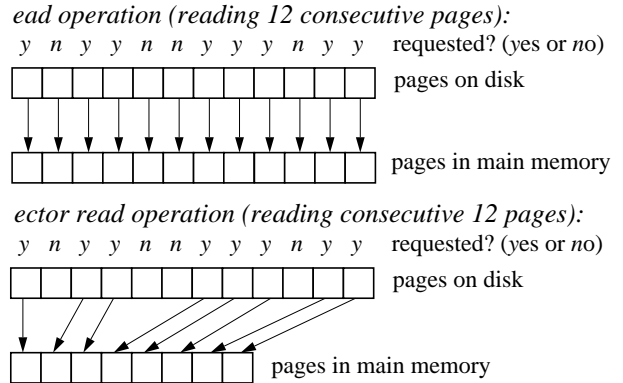 ead operation (reading 12 consecutive pages):
y n y y n n y y y n y y requested? (yes or no)
pages on disk
pages in main memory
ector read operation (reading consecutive 12 pages):
y n y y n n y y y n y y requested? (yes or no)
pages on disk
pages in main memory